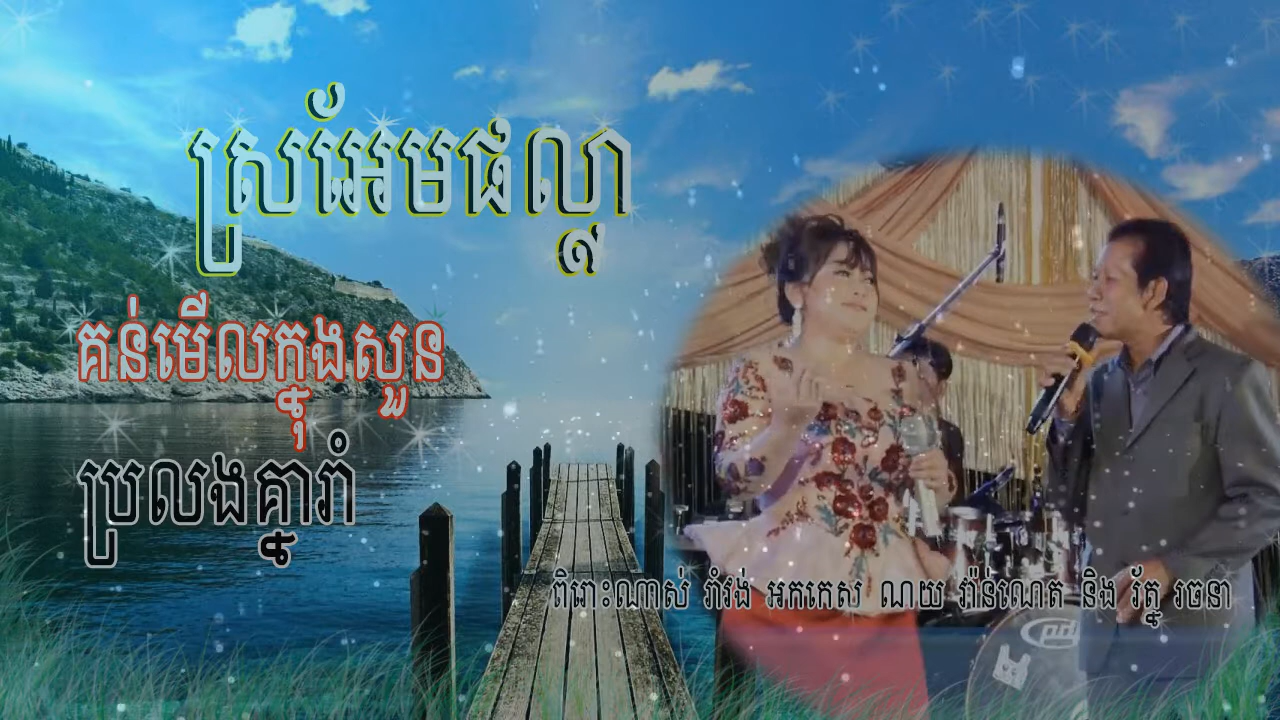 ស្រអែមផល្លា
គន់មើលក្នុងសួន
ប្រលងគ្នារាំ
ពិរោះណាស់ រាំវង់ អកកេស ណយ វ៉ាន់ណេត និង រ័ត្ន រចនា